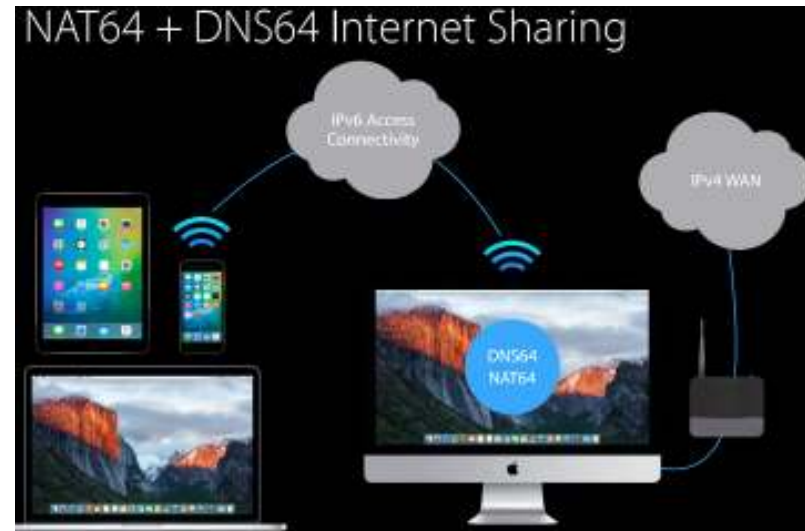 NAT64 + DNS64 Internet Sharing
IPv6 Access
Connectivity
IPv4 WAN
DNS64
NAT64